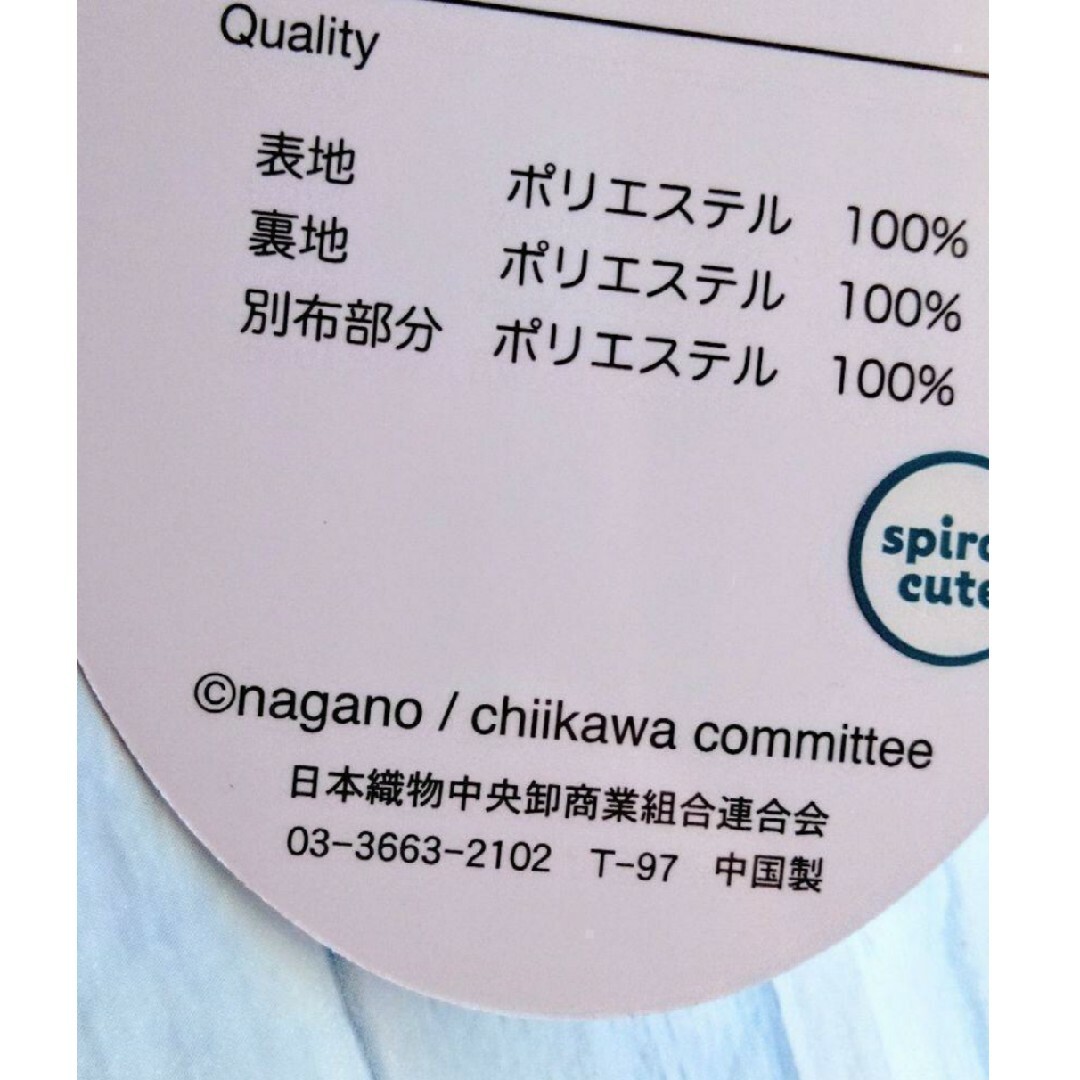 Quality
表地 ポリエステル 100%
裏地 ポリエステル 100%
別布部分 ポリエステル 100%
cute
©nagano / chiikawa committee
日本織物中央卸商業組合連合会
03-3663-2102 T-97 中国製